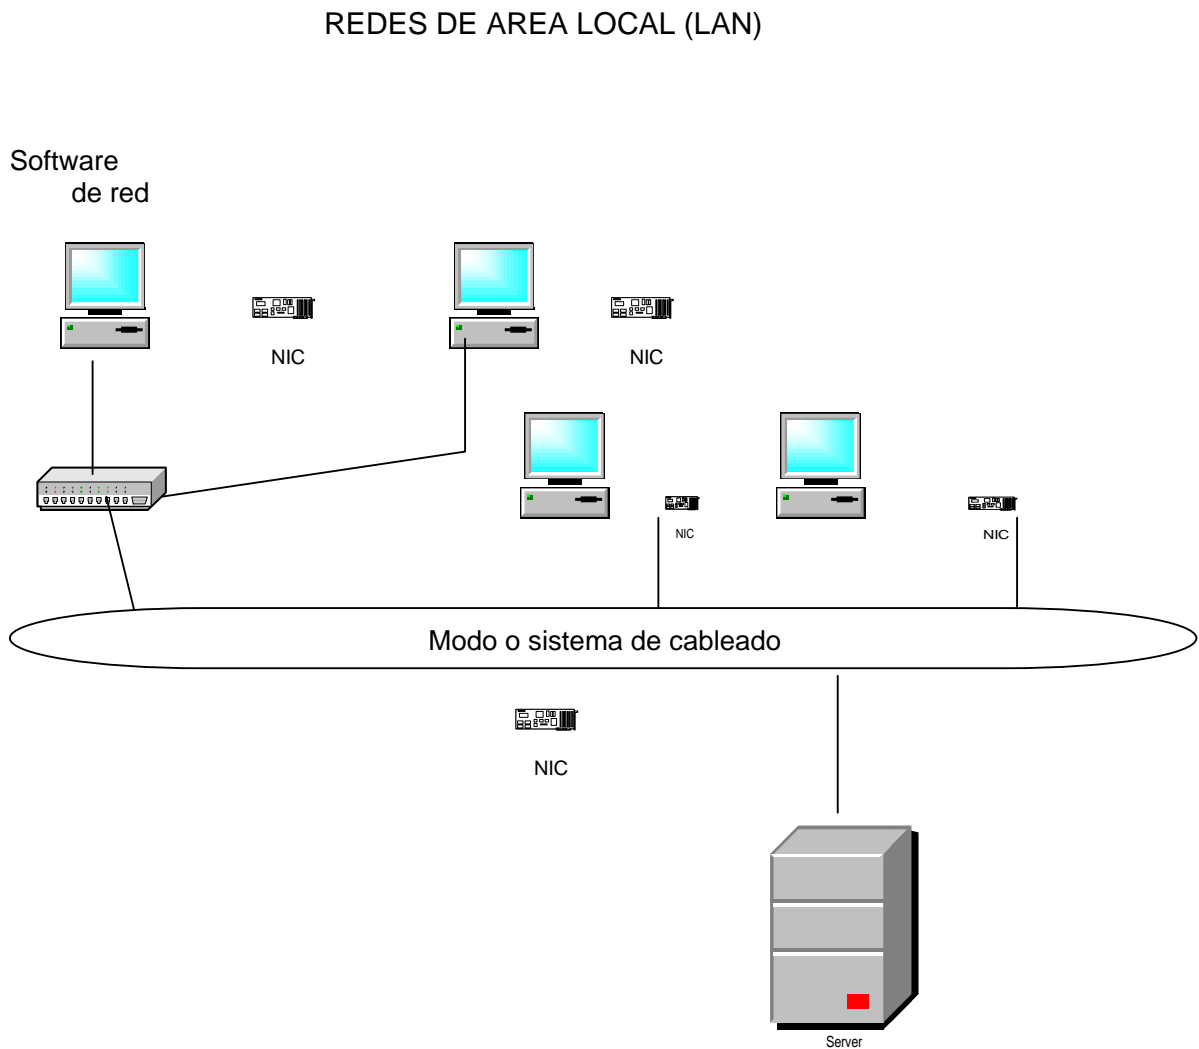 REDES DE AREA LOCAL (LAN)
Software
de red
NIC
NIC
NIC
NIC
Modo o sistema de cableado
NIC
Server